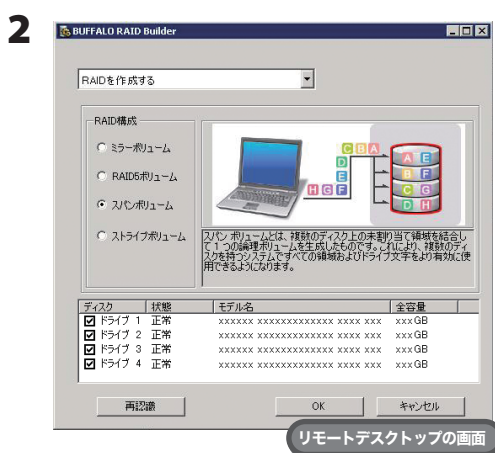 2
BUFFALO RAID Builder
RAIDを作成する
RAID構成
ミラーボリューム
RAID5ボリューム
スパンボリューム
ストライプボリューム
C B A
D
E
H G F
A E
B F
C G
D H
スパン ボリュームとは、複数のディスク上の未割り当て領域を結合し
て１つの論理ボリュームを生成したものです。これにより、複数のディ
スクを持つシステムですべての領域およびドライブ文字をより有効に使
用できるようになります。
ディスク 状態 モデル名 全容量
ドライブ 1 正常 xxxxxx xxxxxxxxxxxxx xxxx xxx xxxGB
ドライブ 2 正常 xxxxxx xxxxxxxxxxxxx xxxx xxx xxxGB
ドライブ 3 正常 xxxxxx xxxxxxxxxxxxx xxxx xxx xxxGB
ドライブ 4 正常 xxxxxx xxxxxxxxxxxxx xxxx xxx xxxGB
再認識 OK キャンセル
リモートデスクトップの画面